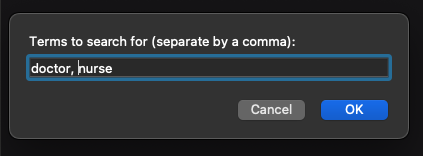 Terms to search for (separate by a comma):
doctor, nurse
Cancel OK